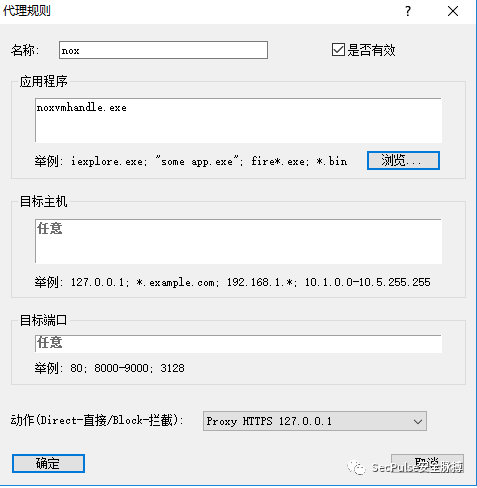 代理规则
名称: nox 是否有效
应用程序
noxvmhandle.exe
举例: iexplore.exe; "some app.exe"; fire*.exe; *.bin 浏览...
目标主机
任意
举例: 127.0.0.1; *.example.com; 192.168.1.*; 10.1.0.0-10.5.255.255
目标端口
任意
举例: 80; 8000-9000; 3128
动作(Direct-直接/Block-拦截): Proxy HTTPS 127.0.0.1
确定 取消
SecPulse安全脉搏